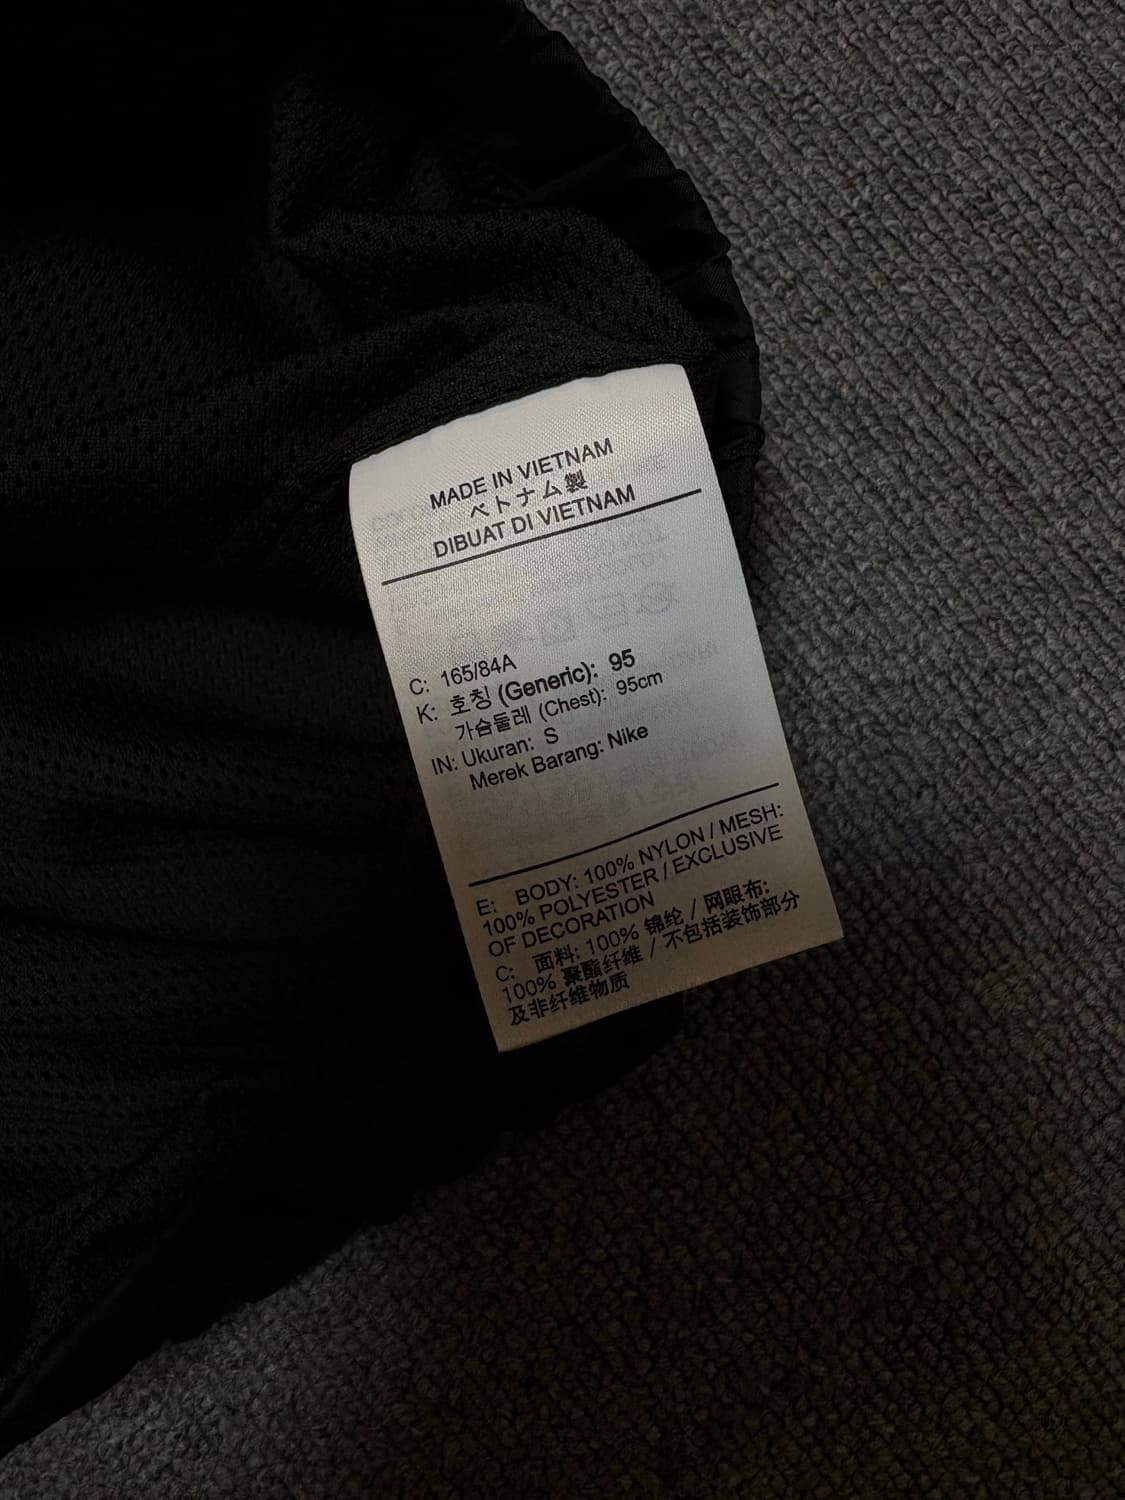 MADE IN VIETNAM
ベトナム製
DIBUAT DI VIETNAM
C: 165/84A
K: 호칭 (Generic): 95
가슴둘레 (Chest): 95cm
IN: Ukuran: S
Merek Barang: Nike
E: BODY: 100% NYLON / MESH:
100% POLYESTER / EXCLUSIVE
OF DECORATION
C: 面料: 100% 锦纶 / 网眼布:
100% 聚酯纤维 / 不包括装饰部分
及非纤维物质